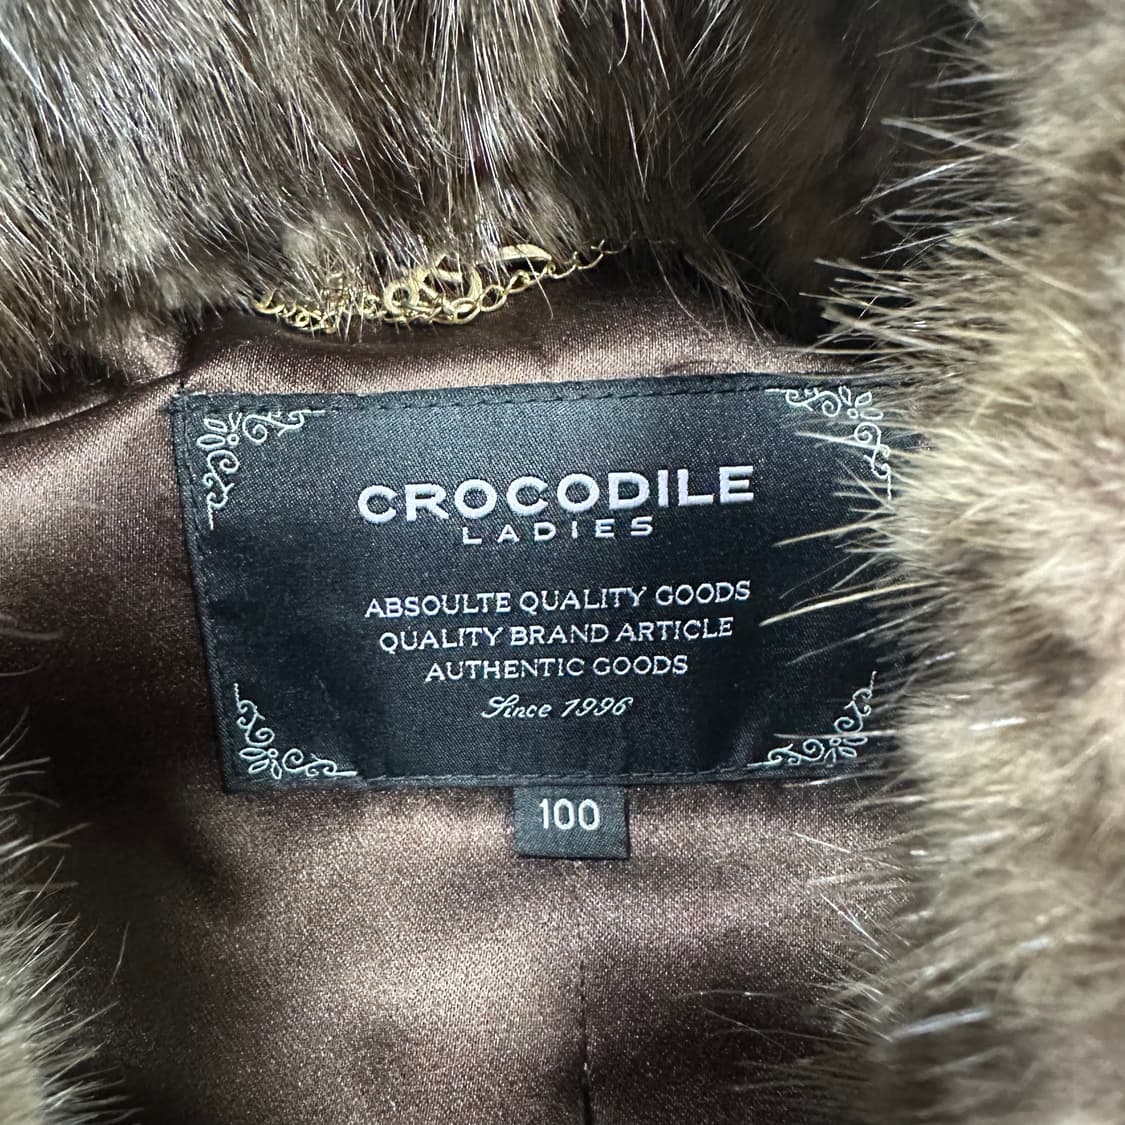 CROCODILE
LADIES
ABSOULTE QUALITY GOODS
QUALITY BRAND ARTICLE
AUTHENTIC GOODS
Since 1996
100